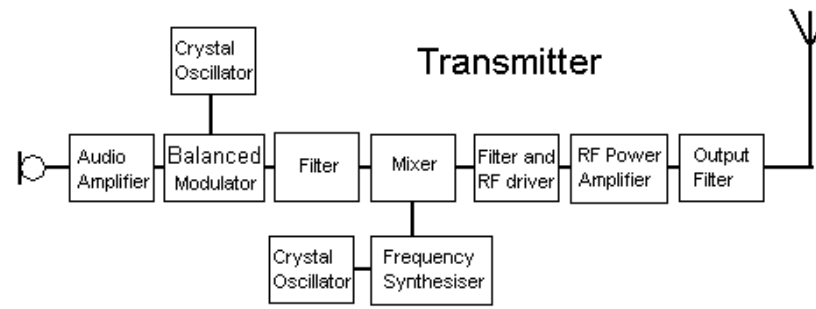 Crystal
Oscillator
Transmitter
Audio
Amplifier
Balanced
Modulator
Filter
Mixer
Filter and
RF driver
RF Power
Amplifier
Output
Filter
Crystal
Oscillator
Frequency
Synthesiser